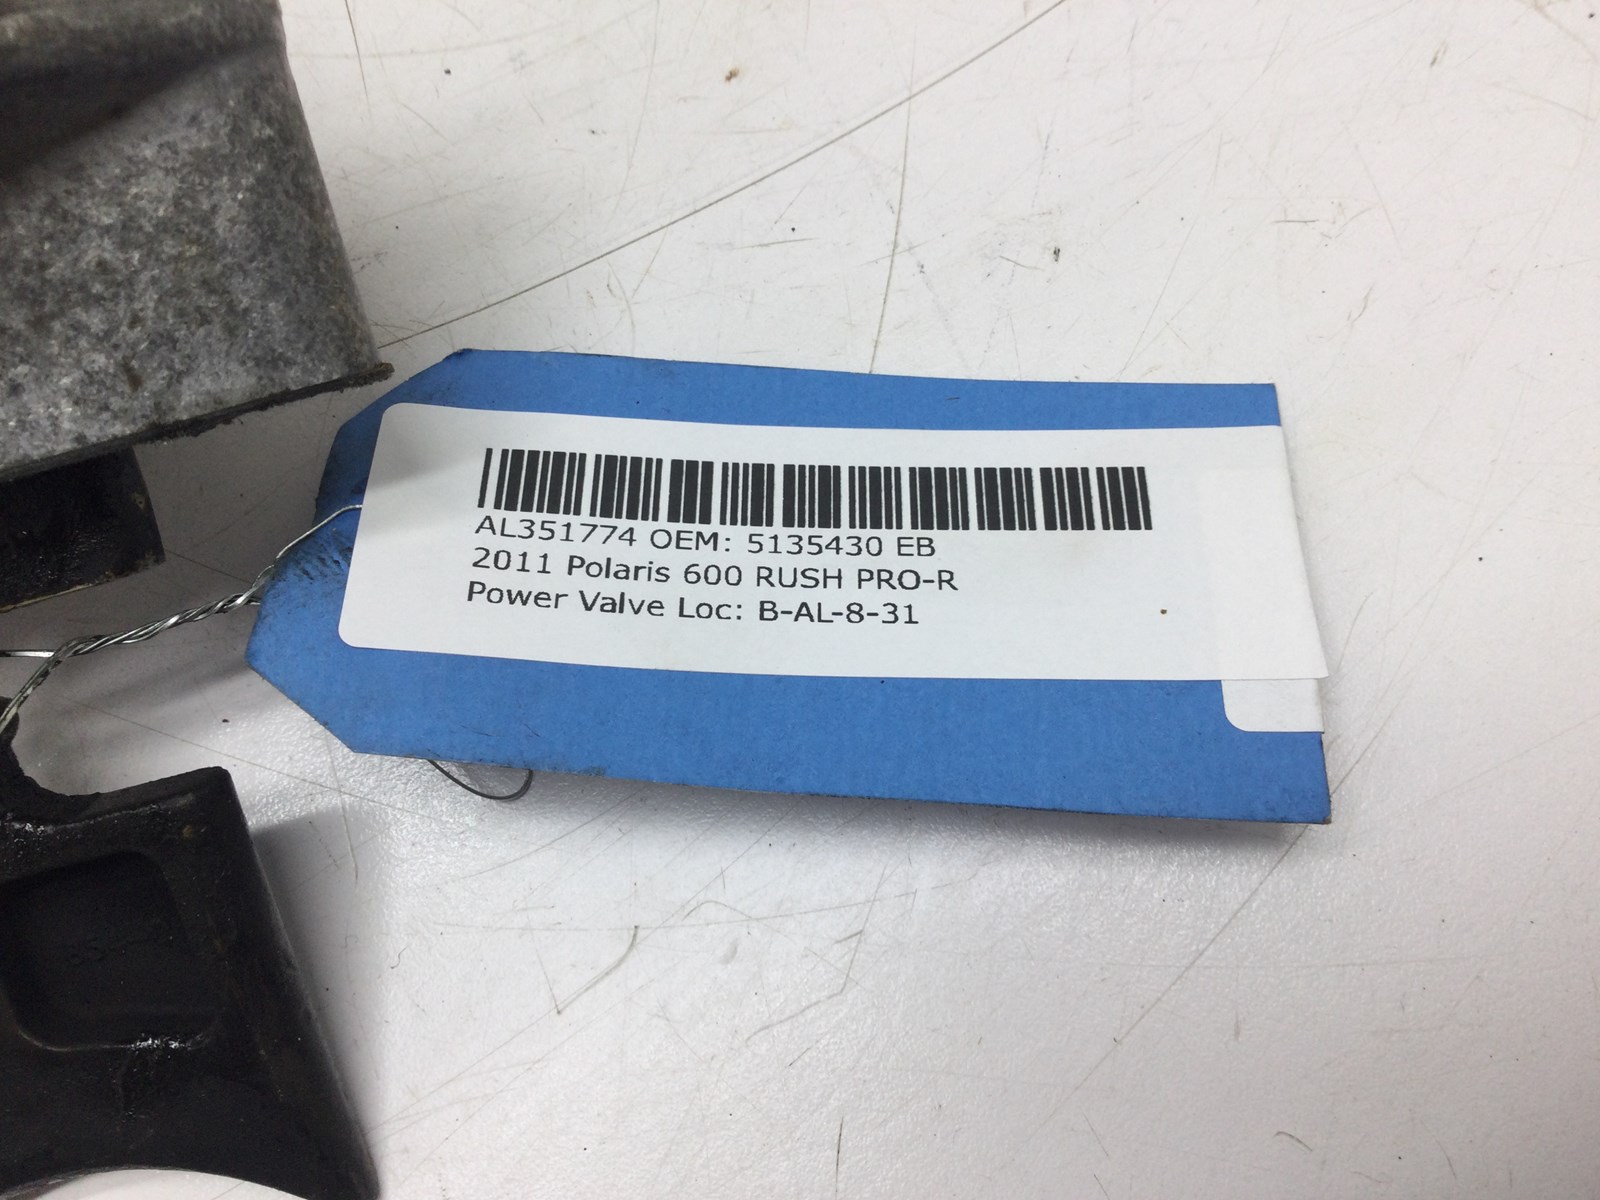 AL351774 OEM: 5135430 EB
2011 Polaris 600 RUSH PRO-R
Power Valve Loc: B-AL-8-31